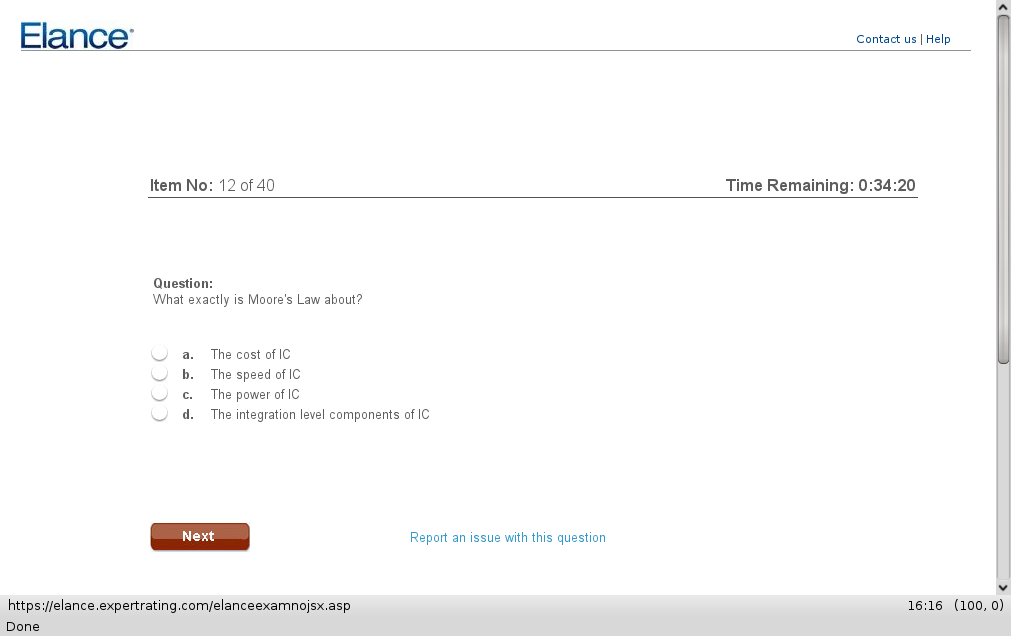 Elance
Contact us | Help
Item No: 12 of 40 Time Remaining: 0:34:20
Question:
What exactly is Moore's Law about?
a. The cost of IC
b. The speed of IC
c. The power of IC
d. The integration level components of IC
Next Report an issue with this question
https://elance.expertrating.com/elanceexamnojsx.asp 16:16 (100, 0)
Done